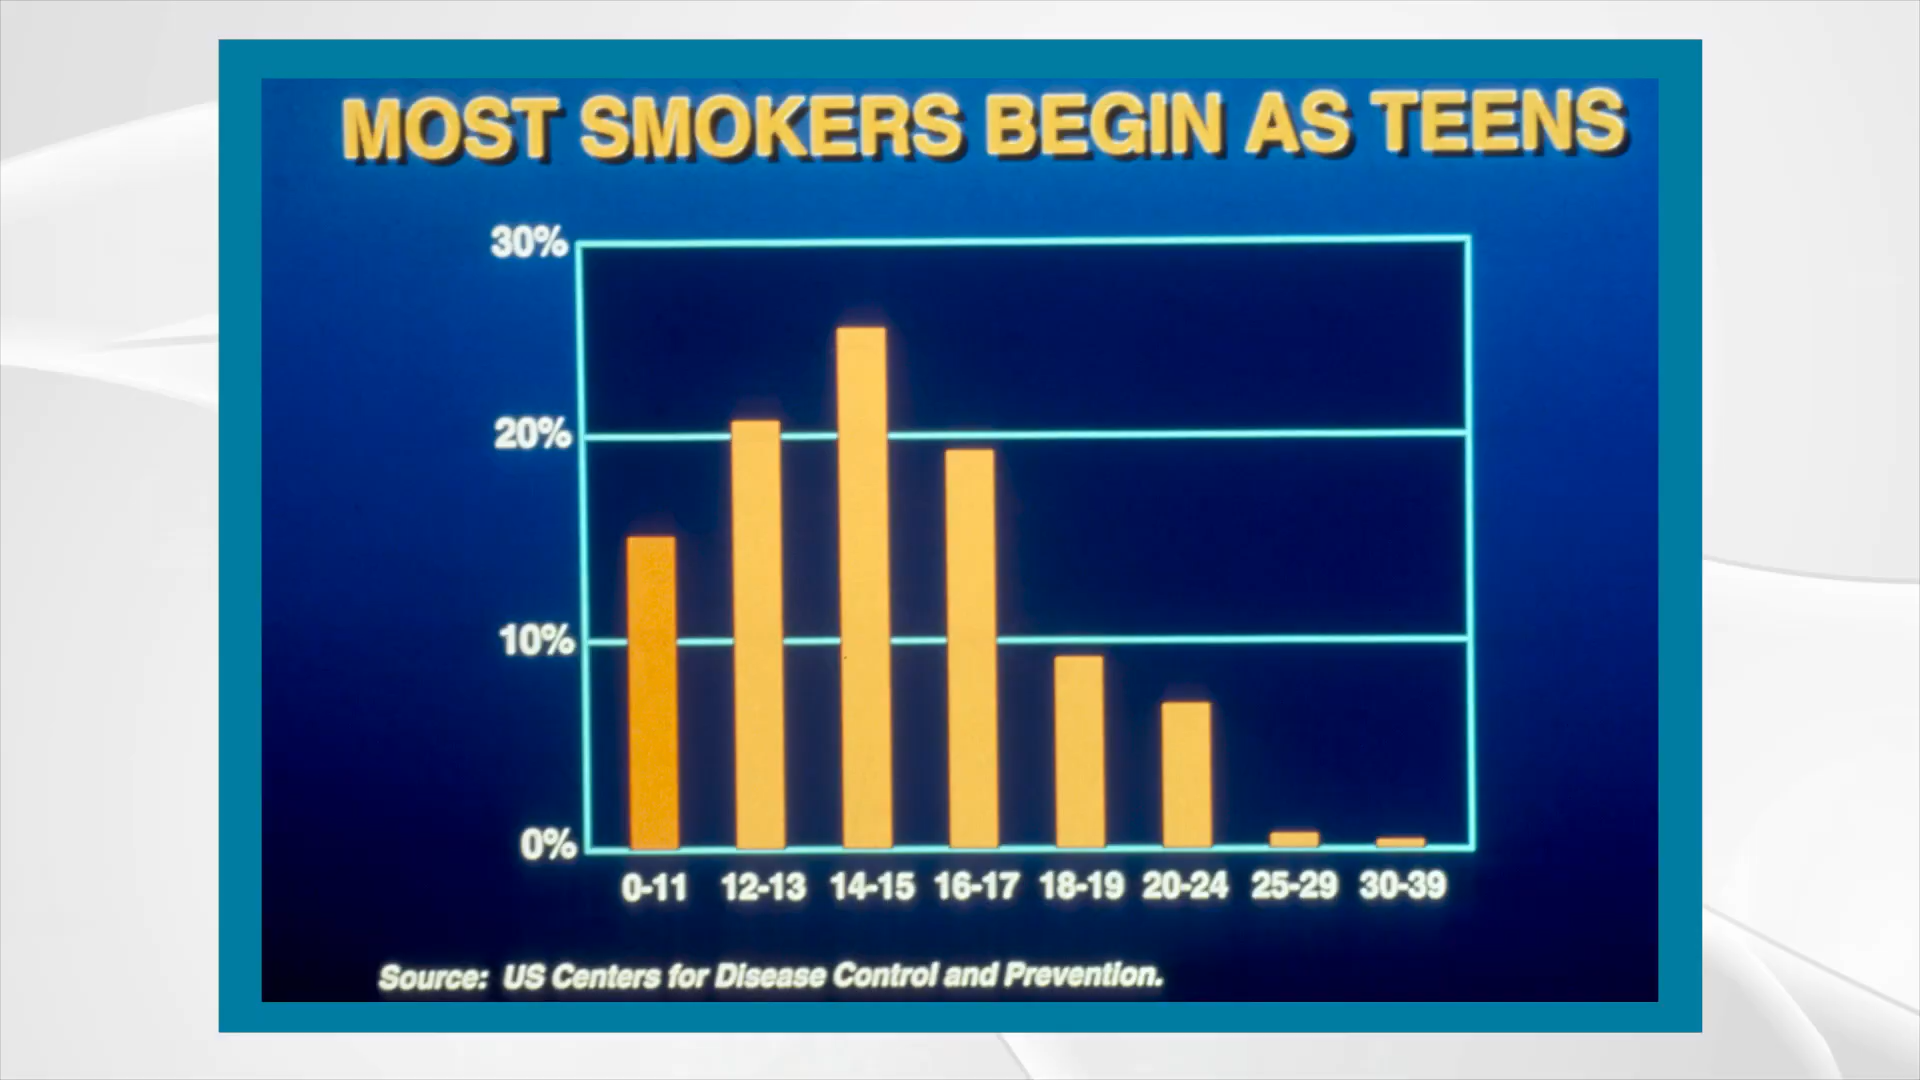 MOST SMOKERS BEGIN AS TEENS
30%
20%
10%
0%
0-11 12-13 14-15 16-17 18-19 20-24 25-29 30-39
Source: US Centers for Disease Control and Prevention.